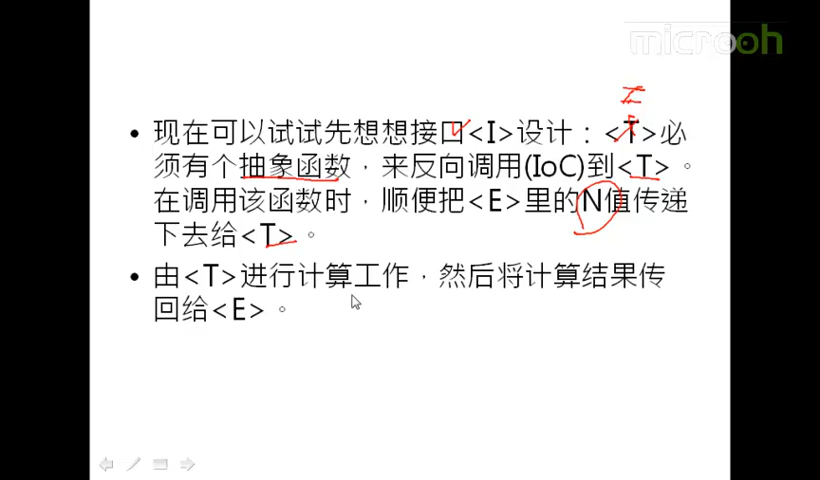 microoh
I
• 现在可以试试先想想接口<I>设计：<T>必
须有个抽象函数，来反向调用(IoC)到<T>。
在调用该函数时，顺便把<E>里的N值传递
下去给<T>。
• 由<T>进行计算工作，然后将计算结果传
回给<E>。